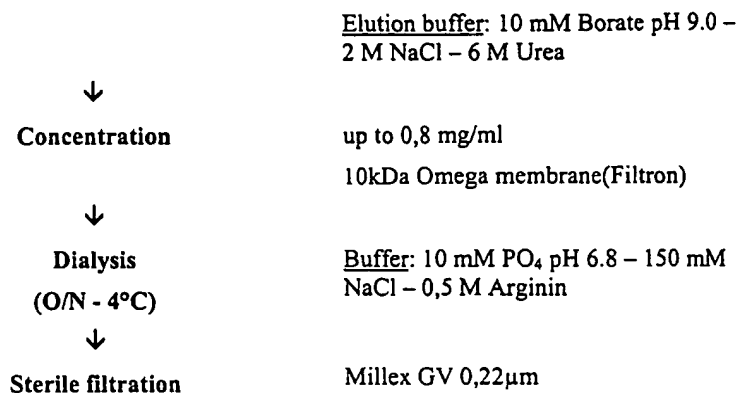 Elution buffer: 10 mM Borate pH 9.0 –
2 M NaCl – 6 M Urea
↓
Concentration up to 0,8 mg/ml
10kDa Omega membrane(Filtron)
↓
Dialysis Buffer: 10 mM PO₄ pH 6.8 – 150 mM
(O/N - 4°C) NaCl – 0,5 M Arginin
↓
Sterile filtration Millex GV 0,22µm